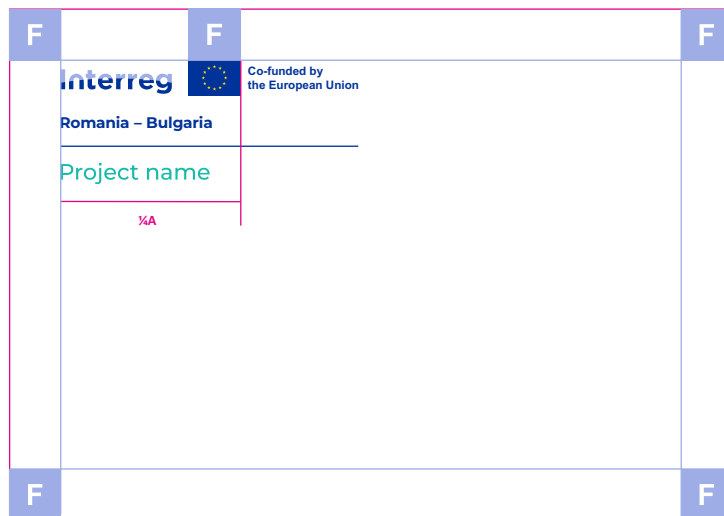 F F F
Interreg
Co-funded by
the European Union
Romania – Bulgaria
Project name
¼A
F F